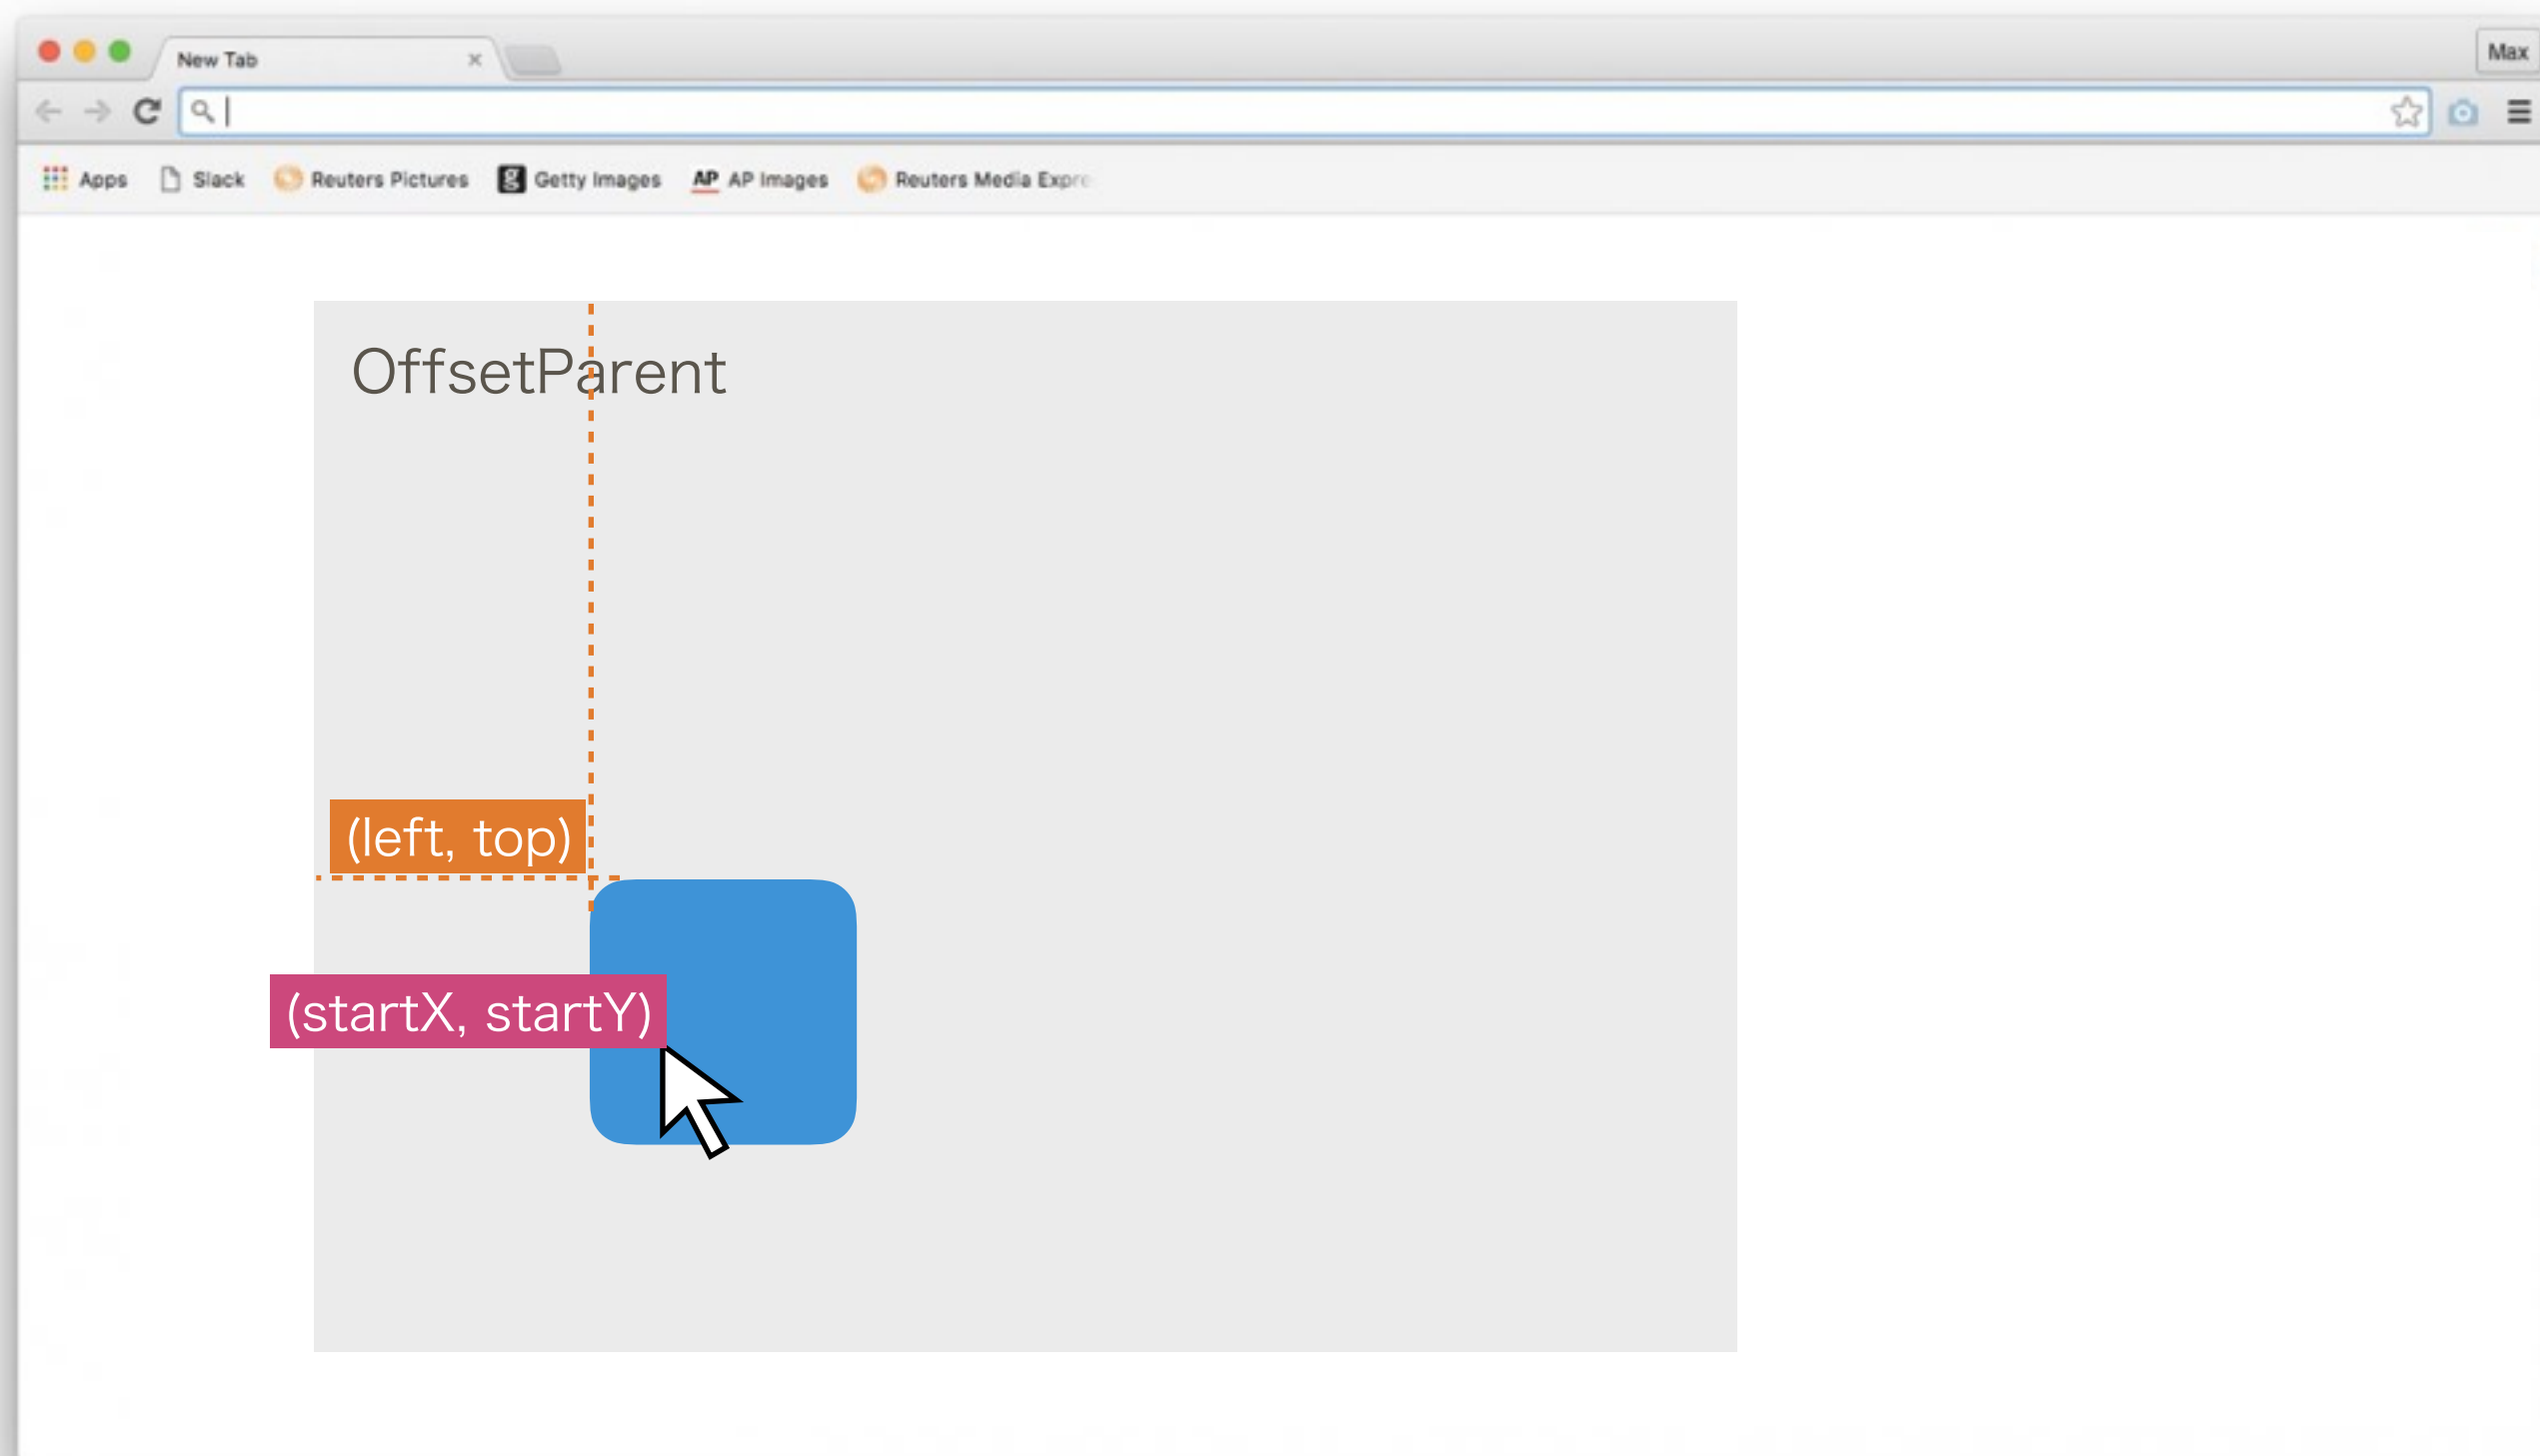 New Tab
Max
Apps Slack Reuters Pictures Getty Images AP AP Images Reuters Media Expre
OffsetParent
(left, top)
(startX, startY)